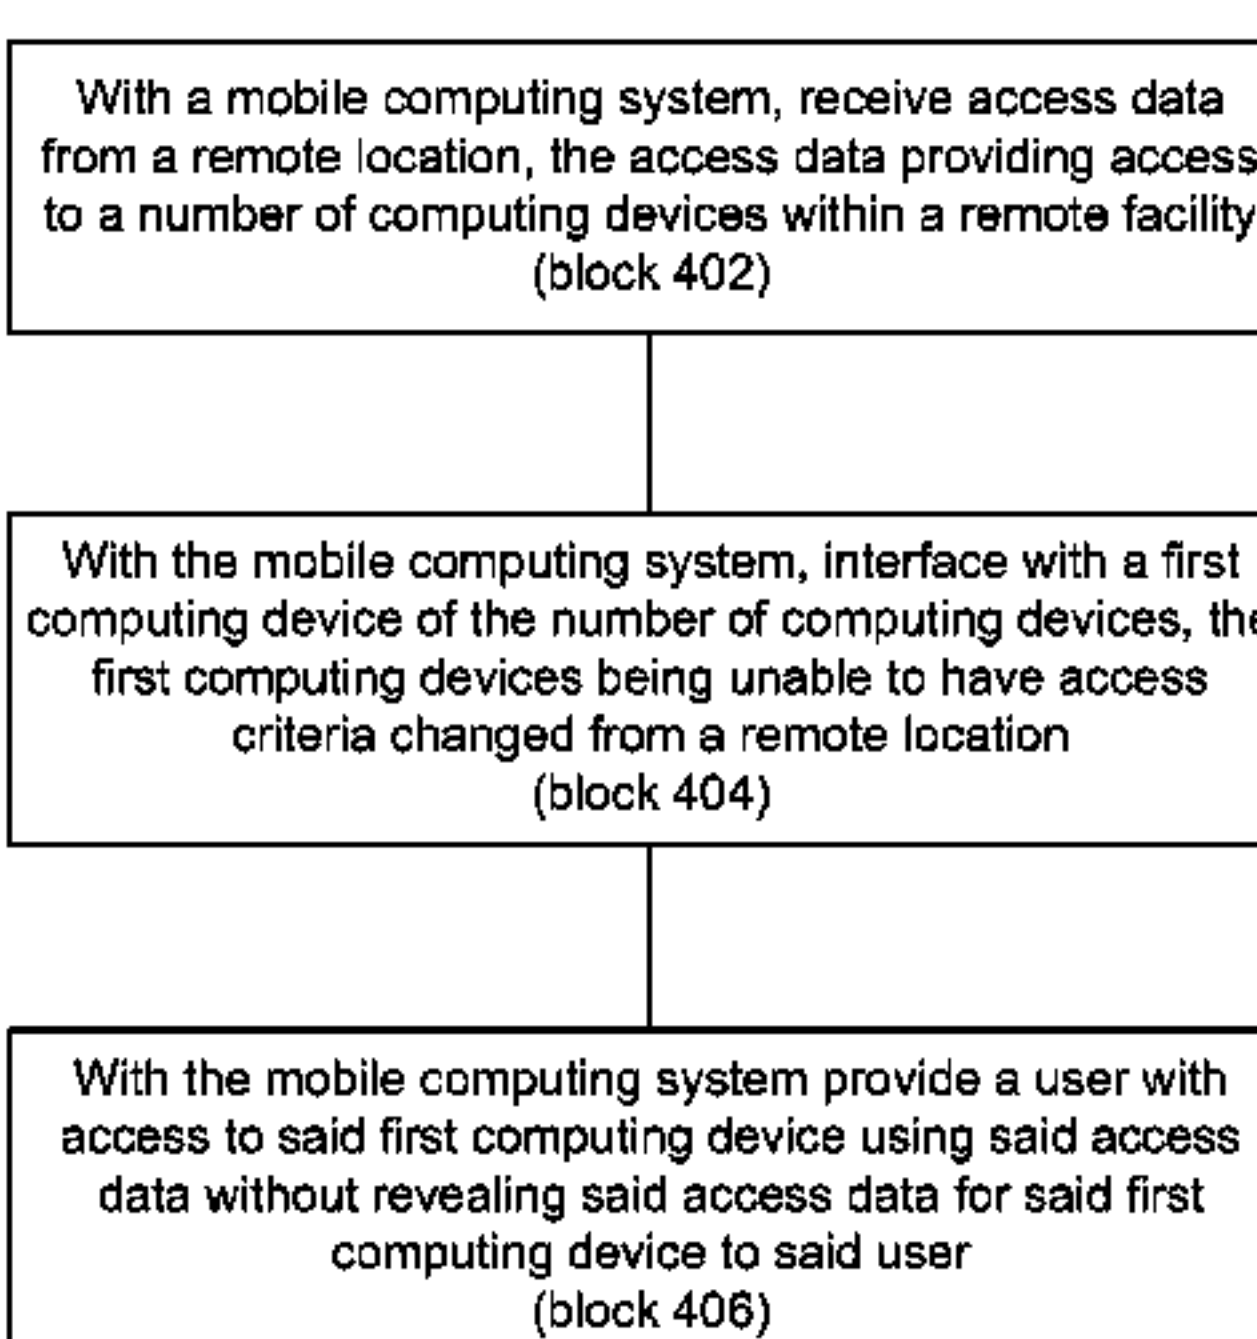 With a mobile computing system, receive access data
from a remote location, the access data providing access
to a number of computing devices within a remote facility
(block 402)
With the mobile computing system, interface with a first
computing device of the number of computing devices, the
first computing devices being unable to have access
criteria changed from a remote location
(block 404)
With the mobile computing system provide a user with
access to said first computing device using said access
data without revealing said access data for said first
computing device to said user
(block 406)